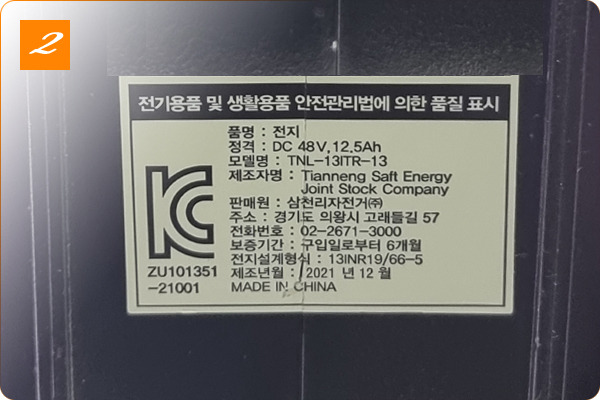 2
전기용품 및 생활용품 안전관리법에 의한 품질 표시
품명 : 전지
정격 : DC 48V, 12.5Ah
모델명 : TNL-13ITR-13
제조자명 : Tianneng Saft Energy
Joint Stock Company
판매원 : 삼천리자전거㈜
주소 : 경기도 의왕시 고래들길 57
전화번호 : 02-2671-3000
보증기간 : 구입일로부터 6개월
전지설계형식 : 13INR19/66-5
제조년월 : 2021 년 12 월
MADE IN CHINA
KC
ZU101351
-21001